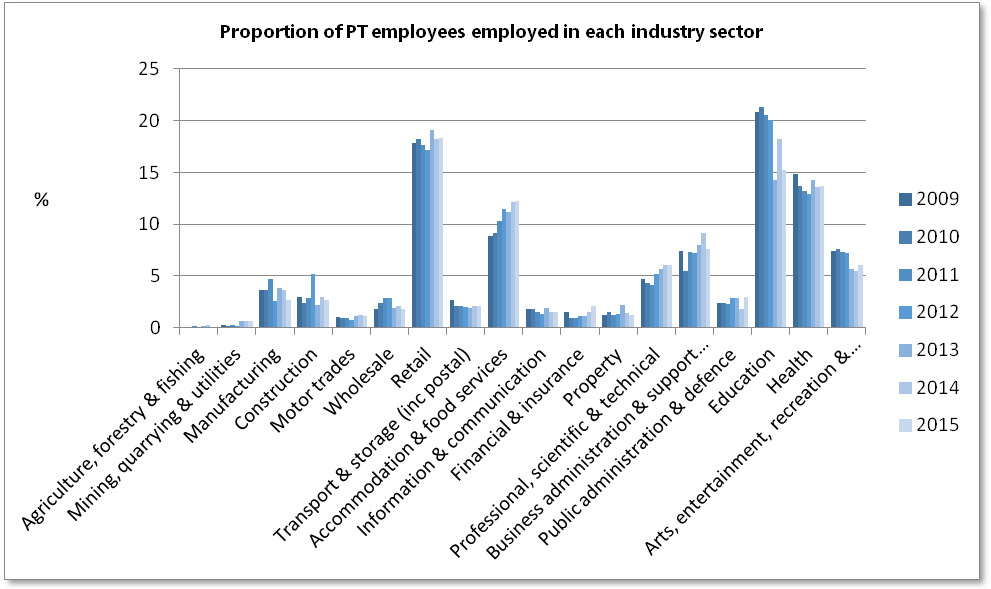 Proportion of PT employees employed in each industry sector
25
20
15
10
5
0
%
Agriculture, forestry & fishing
Mining, quarrying & utilities
Manufacturing
Construction
Motor trades
Wholesale
Retail
Transport & storage (inc postal)
Accommodation & food services
Information & communication
Financial & insurance
Property
Professional, scientific & technical
Business administration & support...
Public administration & defence
Education
Health
Arts, entertainment, recreation &...
2009
2010
2011
2012
2013
2014
2015